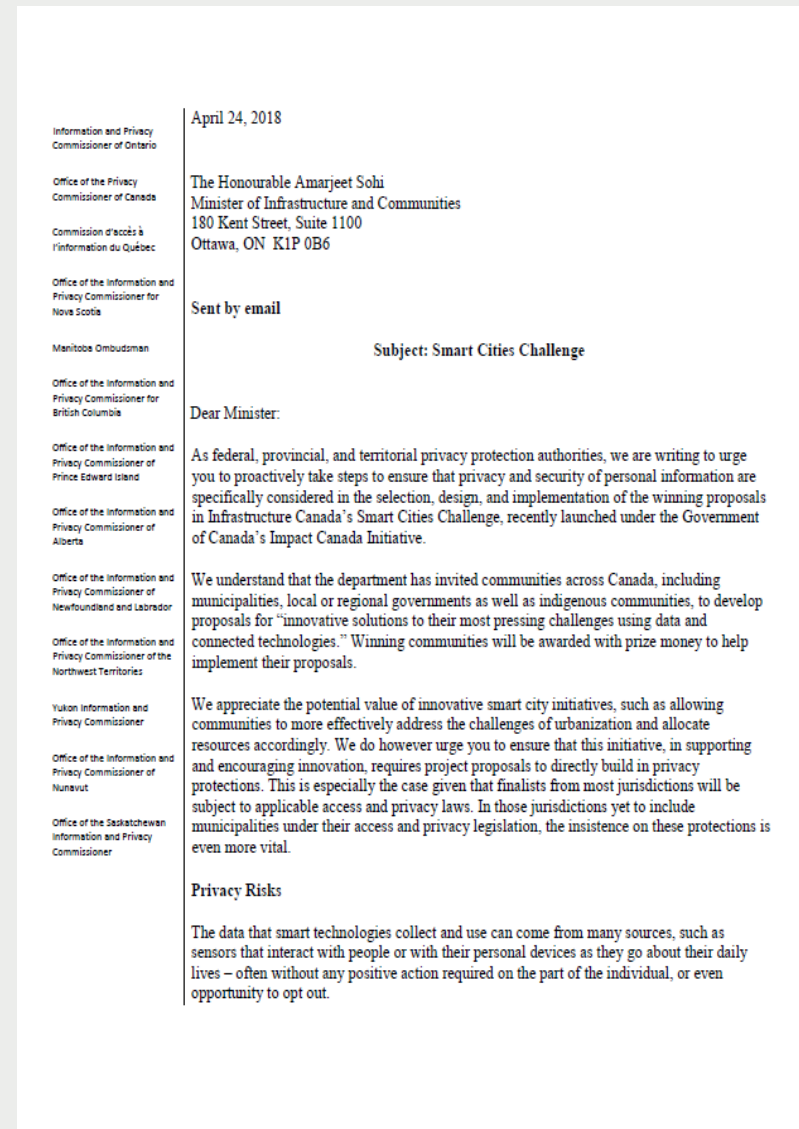 Information and Privacy
Commissioner of Ontario
Office of the Privacy
Commissioner of Canada
Commission d'accès à
l'information du Québec
Office of the Information and
Privacy Commissioner for
Nova Scotia
Manitoba Ombudsman
Office of the Information and
Privacy Commissioner for
British Columbia
Office of the Information and
Privacy Commissioner of
Prince Edward Island
Office of the Information and
Privacy Commissioner of
Alberta
Office of the Information and
Privacy Commissioner of
Newfoundland and Labrador
Office of the Information and
Privacy Commissioner of the
Northwest Territories
Yukon Information and
Privacy Commissioner
Office of the Information and
Privacy Commissioner of
Nunavut
Office of the Saskatchewan
Information and Privacy
Commissioner
April 24, 2018
The Honourable Amarjeet Sohi
Minister of Infrastructure and Communities
180 Kent Street, Suite 1100
Ottawa, ON K1P 0B6
Sent by email
Subject: Smart Cities Challenge
Dear Minister:
As federal, provincial, and territorial privacy protection authorities, we are writing to urge
you to proactively take steps to ensure that privacy and security of personal information are
specifically considered in the selection, design, and implementation of the winning proposals
in Infrastructure Canada's Smart Cities Challenge, recently launched under the Government
of Canada's Impact Canada Initiative.
We understand that the department has invited communities across Canada, including
municipalities, local or regional governments as well as indigenous communities, to develop
proposals for "innovative solutions to their most pressing challenges using data and
connected technologies." Winning communities will be awarded with prize money to help
implement their proposals.
We appreciate the potential value of innovative smart city initiatives, such as allowing
communities to more effectively address the challenges of urbanization and allocate
resources accordingly. We do however urge you to ensure that this initiative, in supporting
and encouraging innovation, requires project proposals to directly build in privacy
protections. This is especially the case given that finalists from most jurisdictions will be
subject to applicable access and privacy laws. In those jurisdictions yet to include
municipalities under their access and privacy legislation, the insistence on these protections is
even more vital.
Privacy Risks
The data that smart technologies collect and use can come from many sources, such as
sensors that interact with people or with their personal devices as they go about their daily
lives – often without any positive action required on the part of the individual, or even
opportunity to opt out.